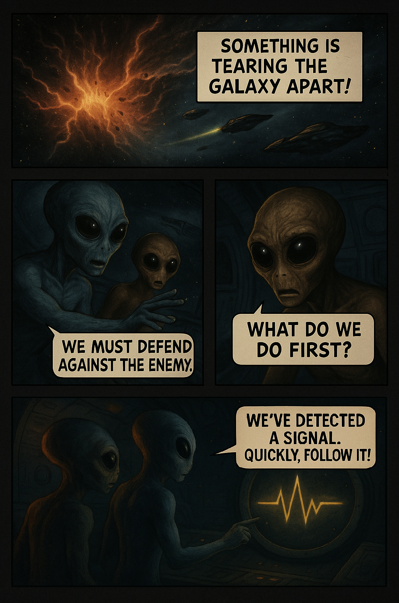 SOMETHING IS
TEARING THE
GALAXY APART!
WE MUST DEFEND
AGAINST THE ENEMY.
WHAT DO WE
DO FIRST?
WE'VE DETECTED
A SIGNAL.
QUICKLY, FOLLOW IT!